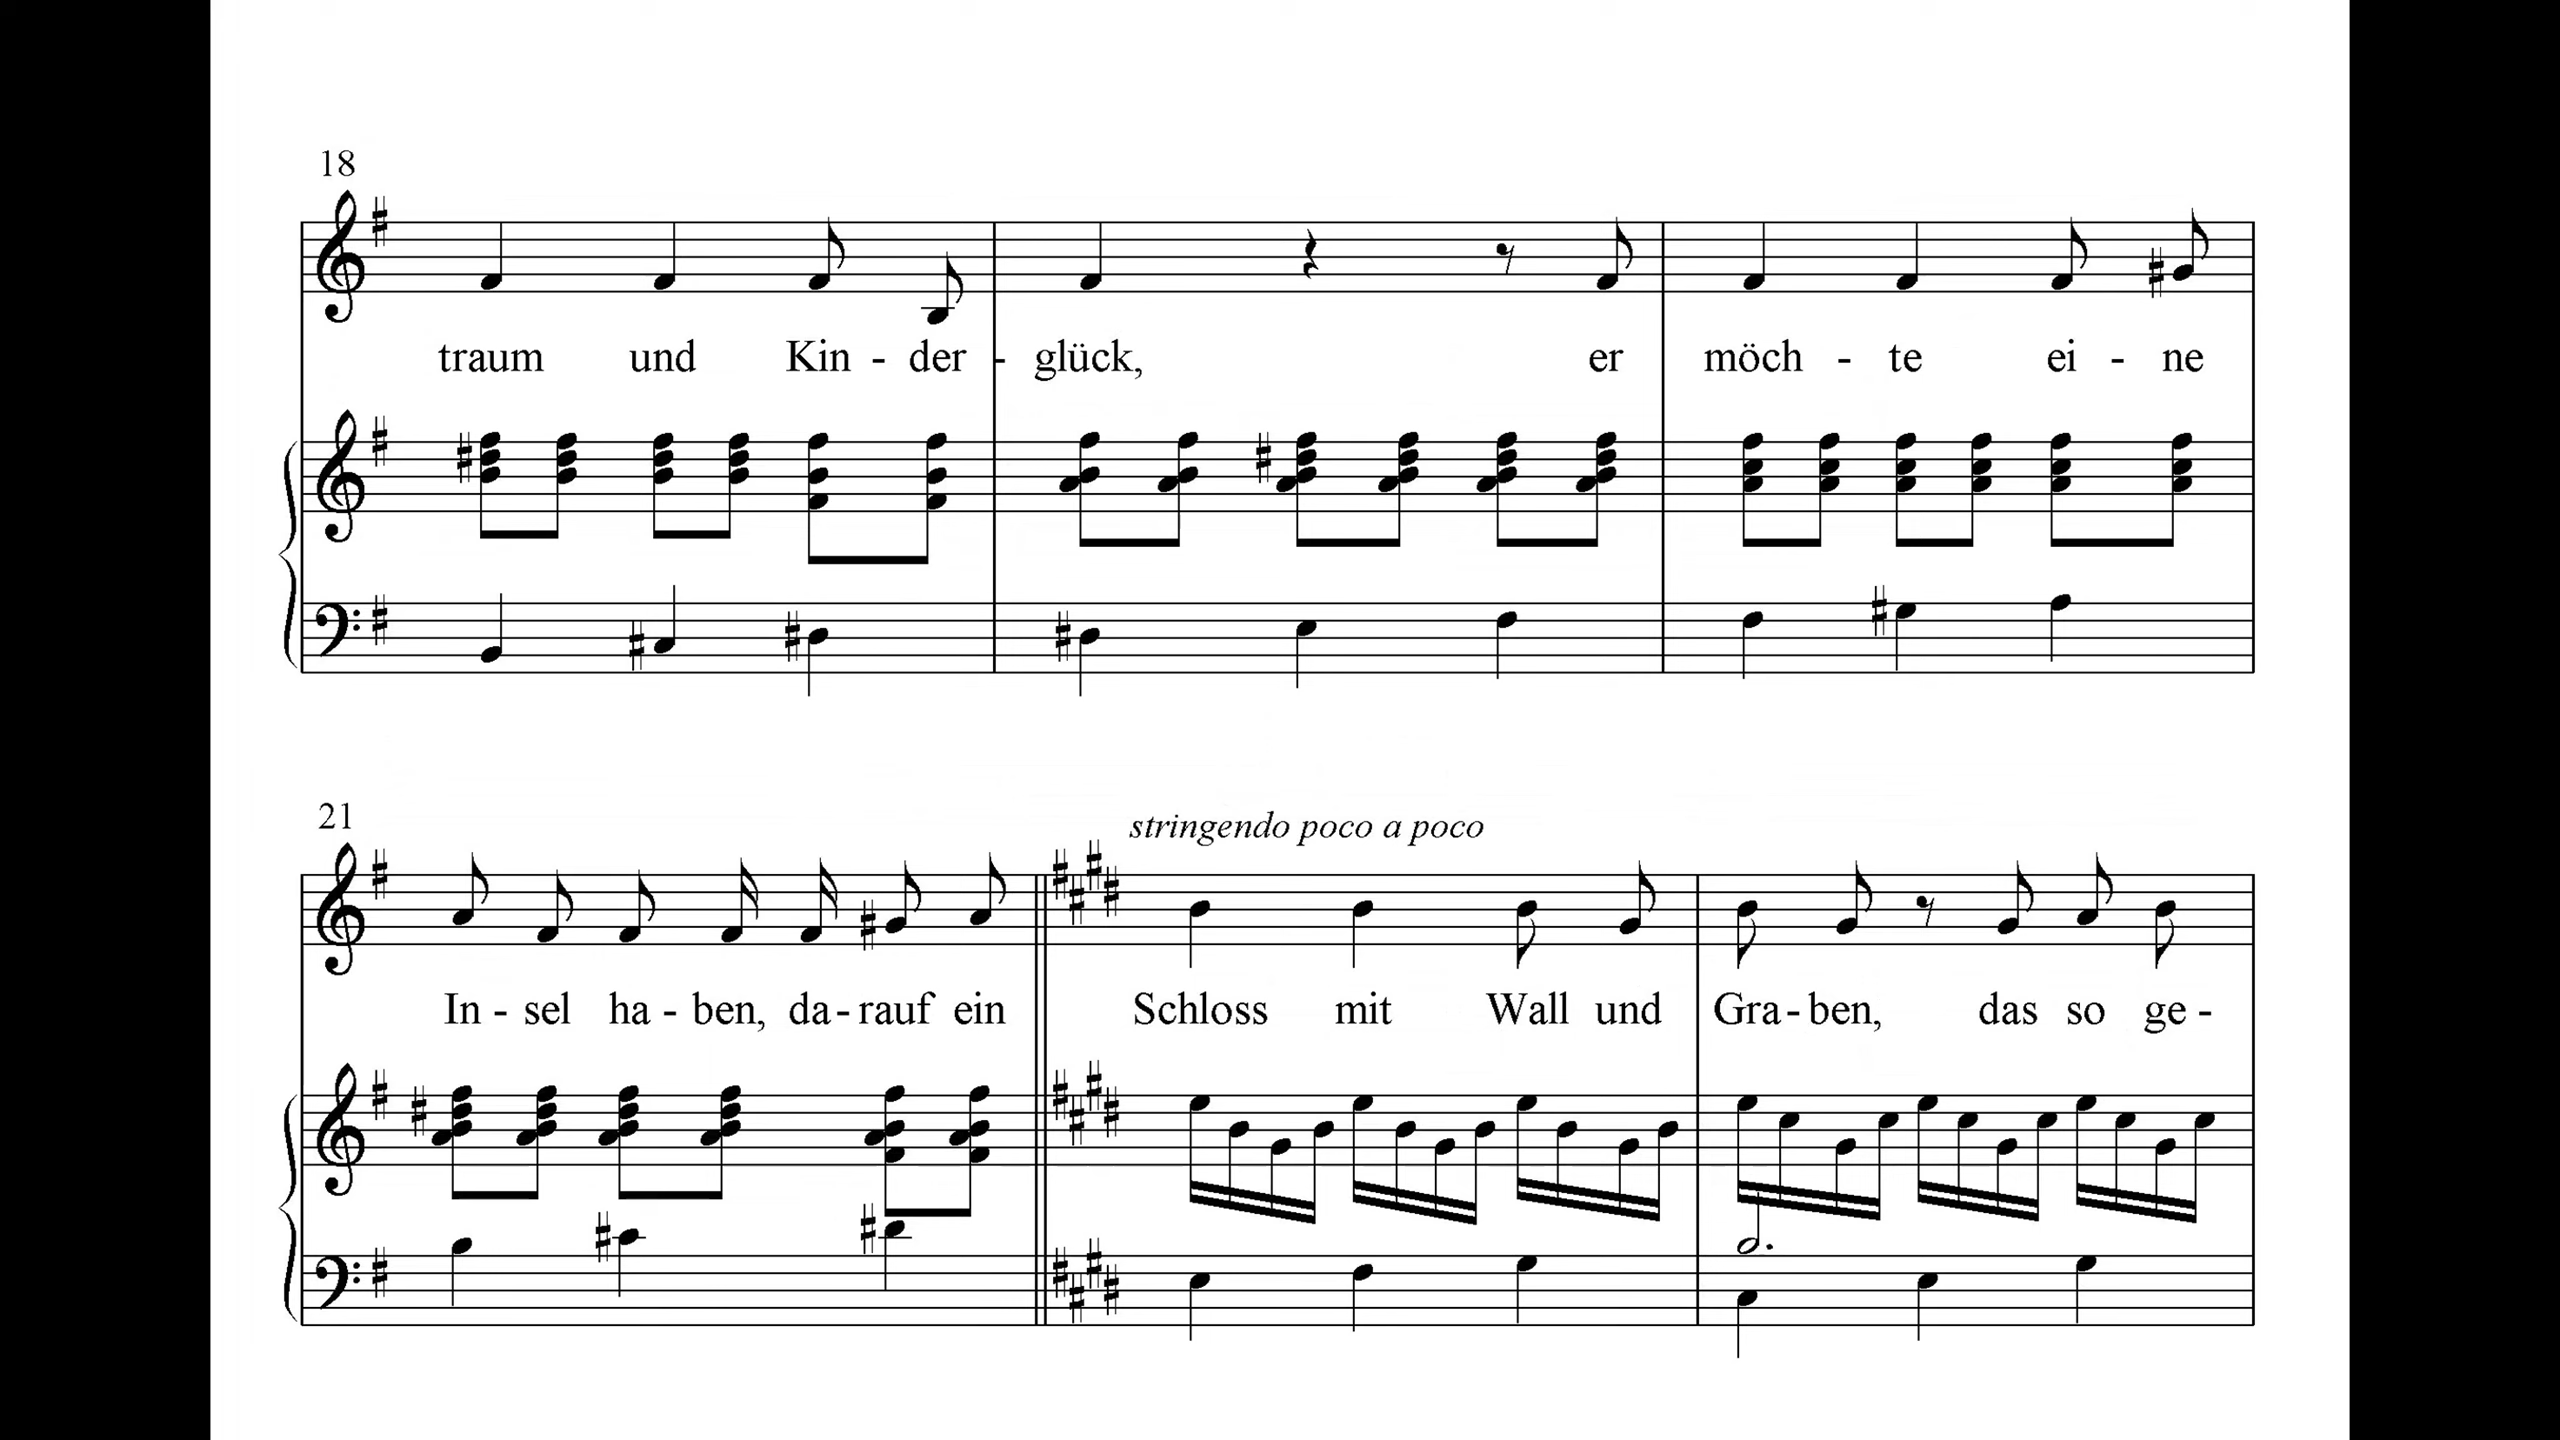 18
traum und Kin - der - glück, er möch - te ei - ne
21
stringendo poco a poco
In - sel ha - ben, da - rauf ein Schloss mit Wall und Gra - ben, das so ge -